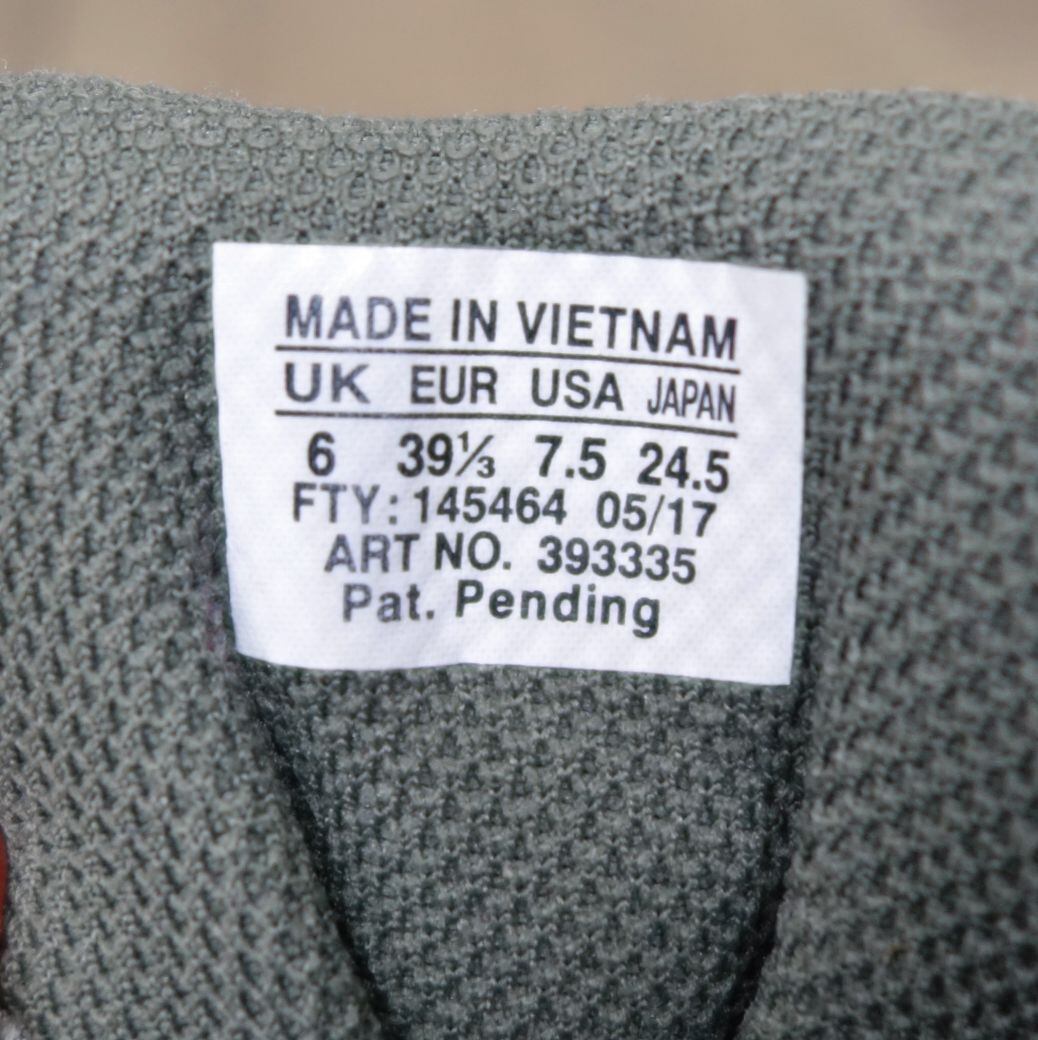 MADE IN VIETNAM
UK EUR USA JAPAN
6 39⅓ 7.5 24.5
FTY: 145464 05/17
ART NO. 393335
Pat. Pending